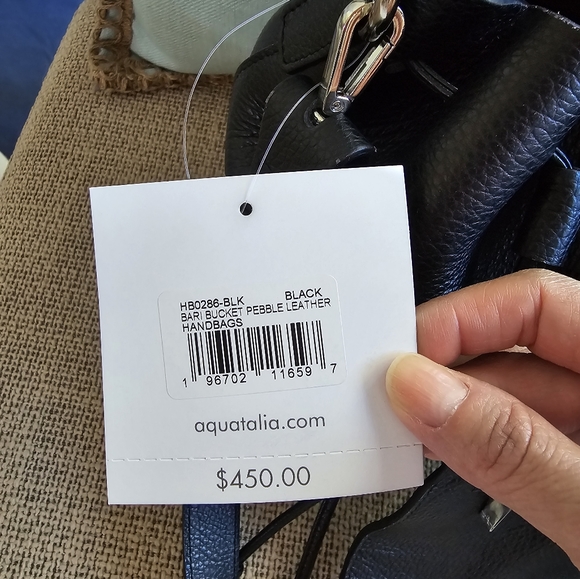 HB0286-BLK BLACK
BARI BUCKET PEBBLE LEATHER
HANDBAGS
1 96702 11659 7
aquatalia.com
$450.00